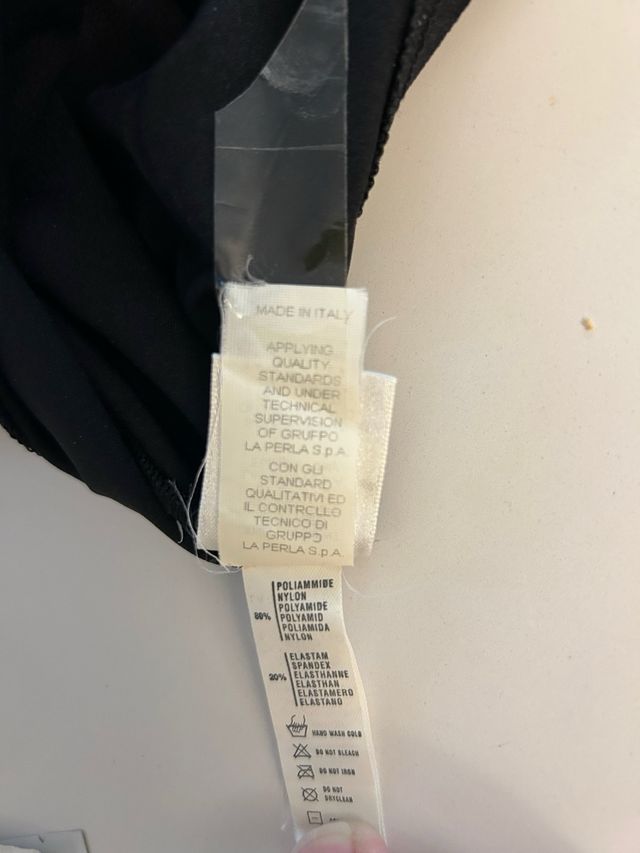 MADE IN ITALY
APPLYING
QUALITY
STANDARDS
AND UNDER
TECHNICAL
SUPERVISION
OF GRUPPO
LA PERLA S.p.A.
CON GLI
STANDARD
QUALITATIVI ED
IL CONTROLLO
TECNICO DI
GRUPPO
LA PERLA S.p.A.
POLIAMMIDE
NYLON
POLYAMIDE
80% POLYAMID
POLIAMIDA
NYLON
ELASTAM
SPANDEX
20% ELASTHANNE
ELASTHAN
ELASTAMERO
ELASTANO
HAND WASH COLD
DO NOT BLEACH
DO NOT IRON
DO NOT
DRYCLEAN